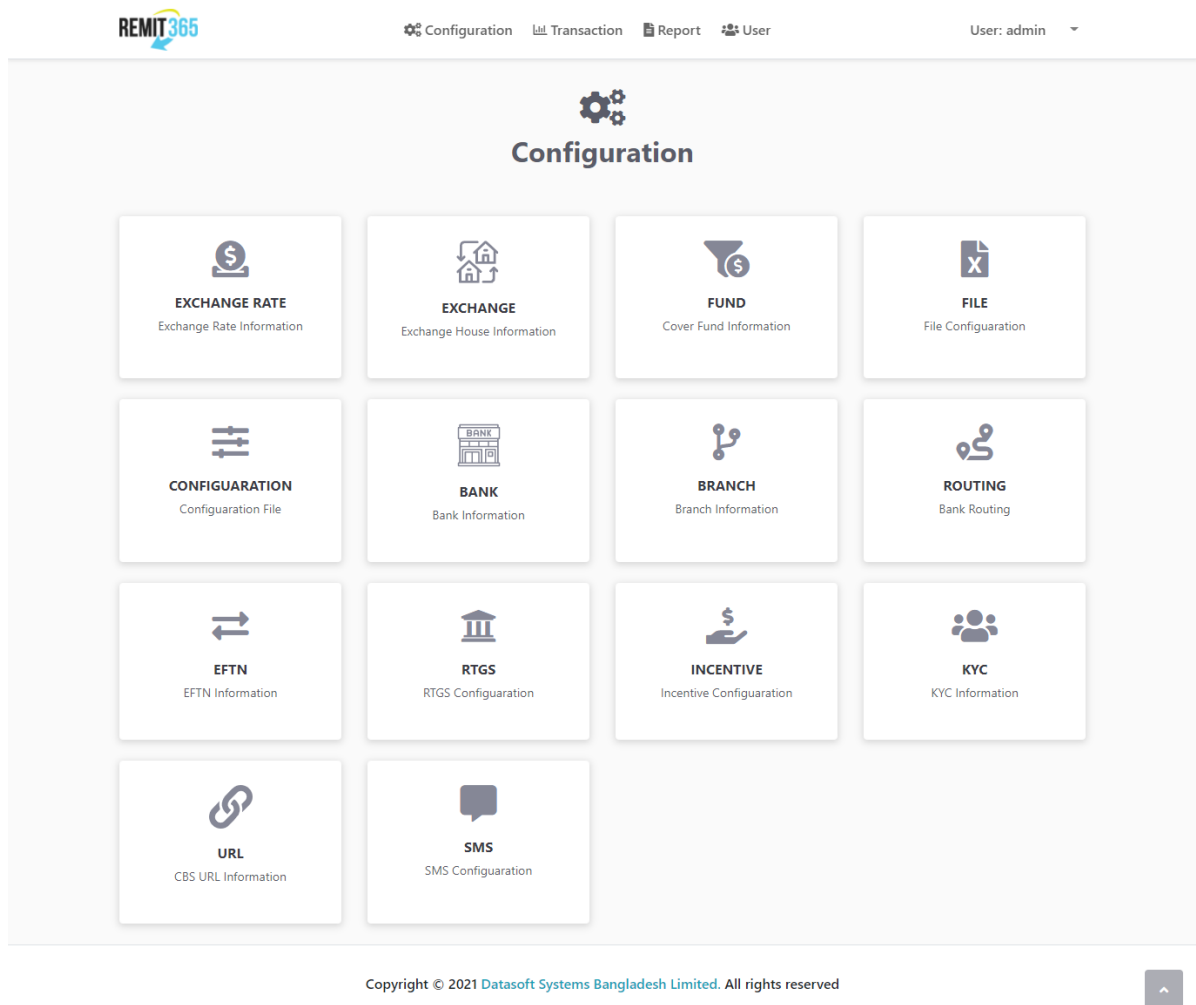 REMIT365
Configuration Transaction Report User User: admin
Configuration
EXCHANGE RATE
Exchange Rate Information
EXCHANGE
Exchange House Information
FUND
Cover Fund Information
FILE
File Configuaration
CONFIGUARATION
Configuaration File
BANK
BANK
Bank Information
BRANCH
Branch Information
ROUTING
Bank Routing
EFTN
EFTN Information
RTGS
RTGS Configuaration
INCENTIVE
Incentive Configuaration
KYC
KYC Information
URL
CBS URL Information
SMS
SMS Configuaration
Copyright © 2021 Datasoft Systems Bangladesh Limited. All rights reserved